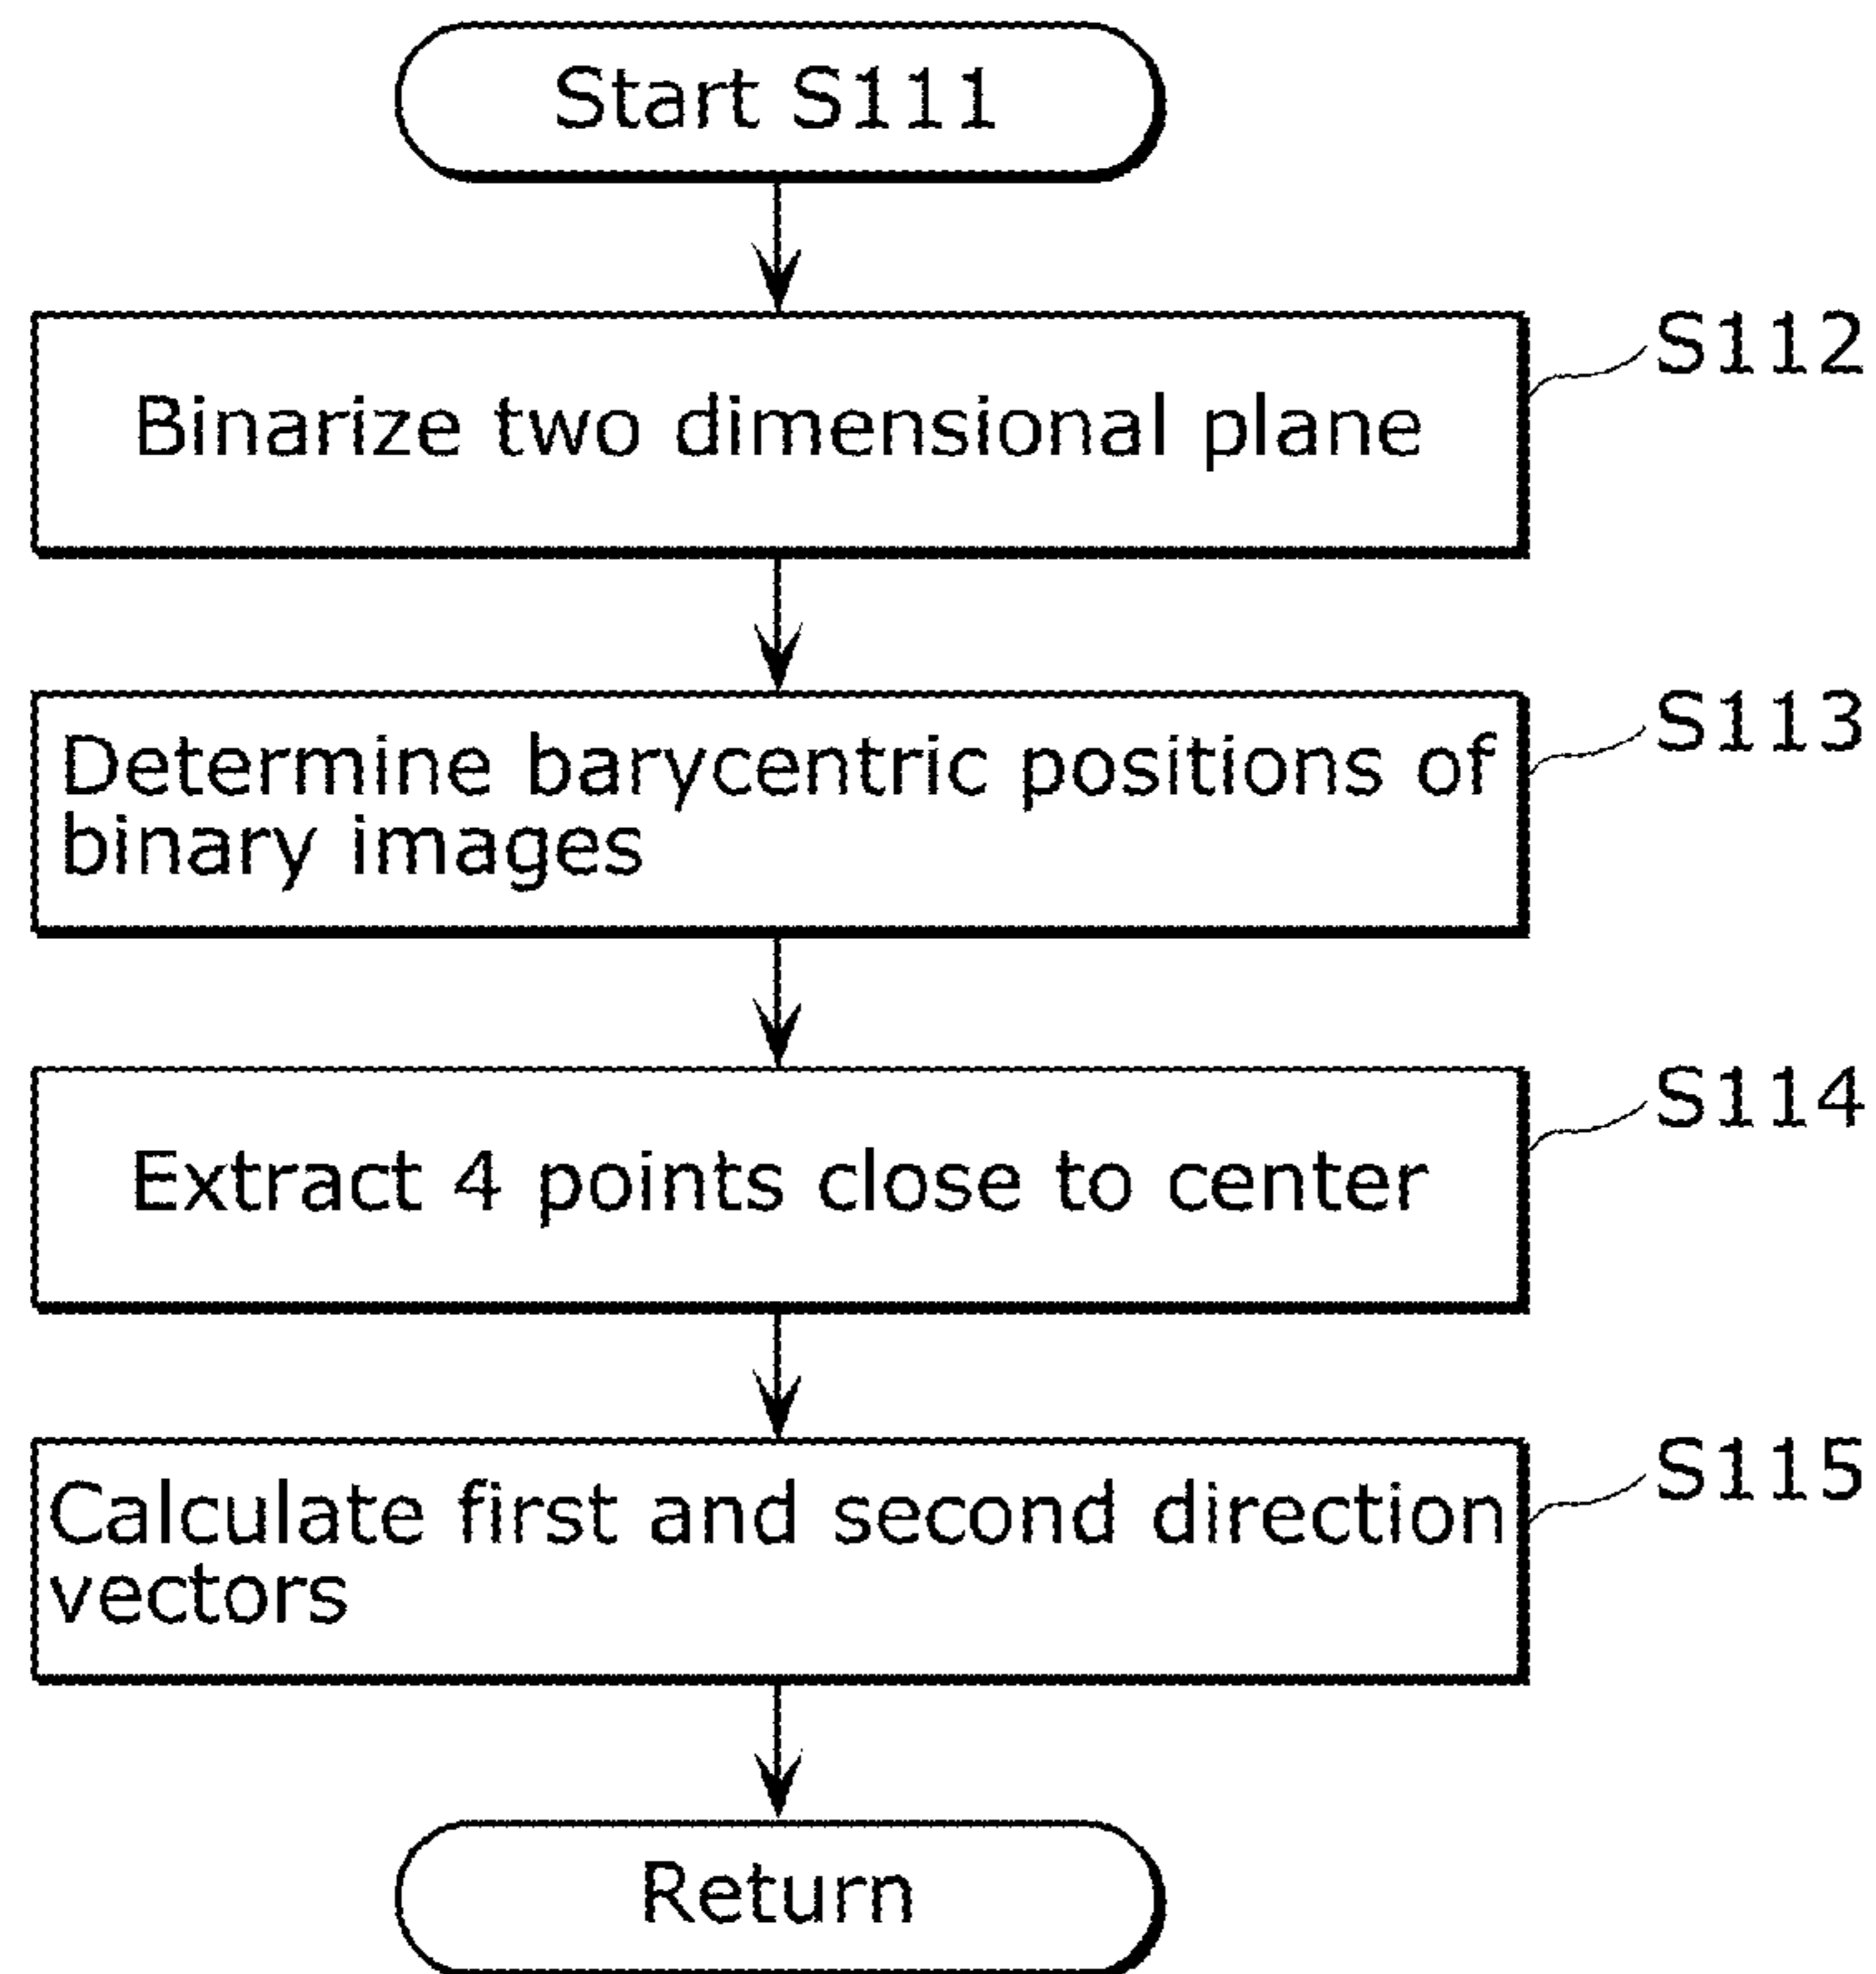 Start S111
S112
Binarize two dimensional plane
S113
Determine barycentric positions of
binary images
S114
Extract 4 points close to center
S115
Calculate first and second direction
vectors
Return